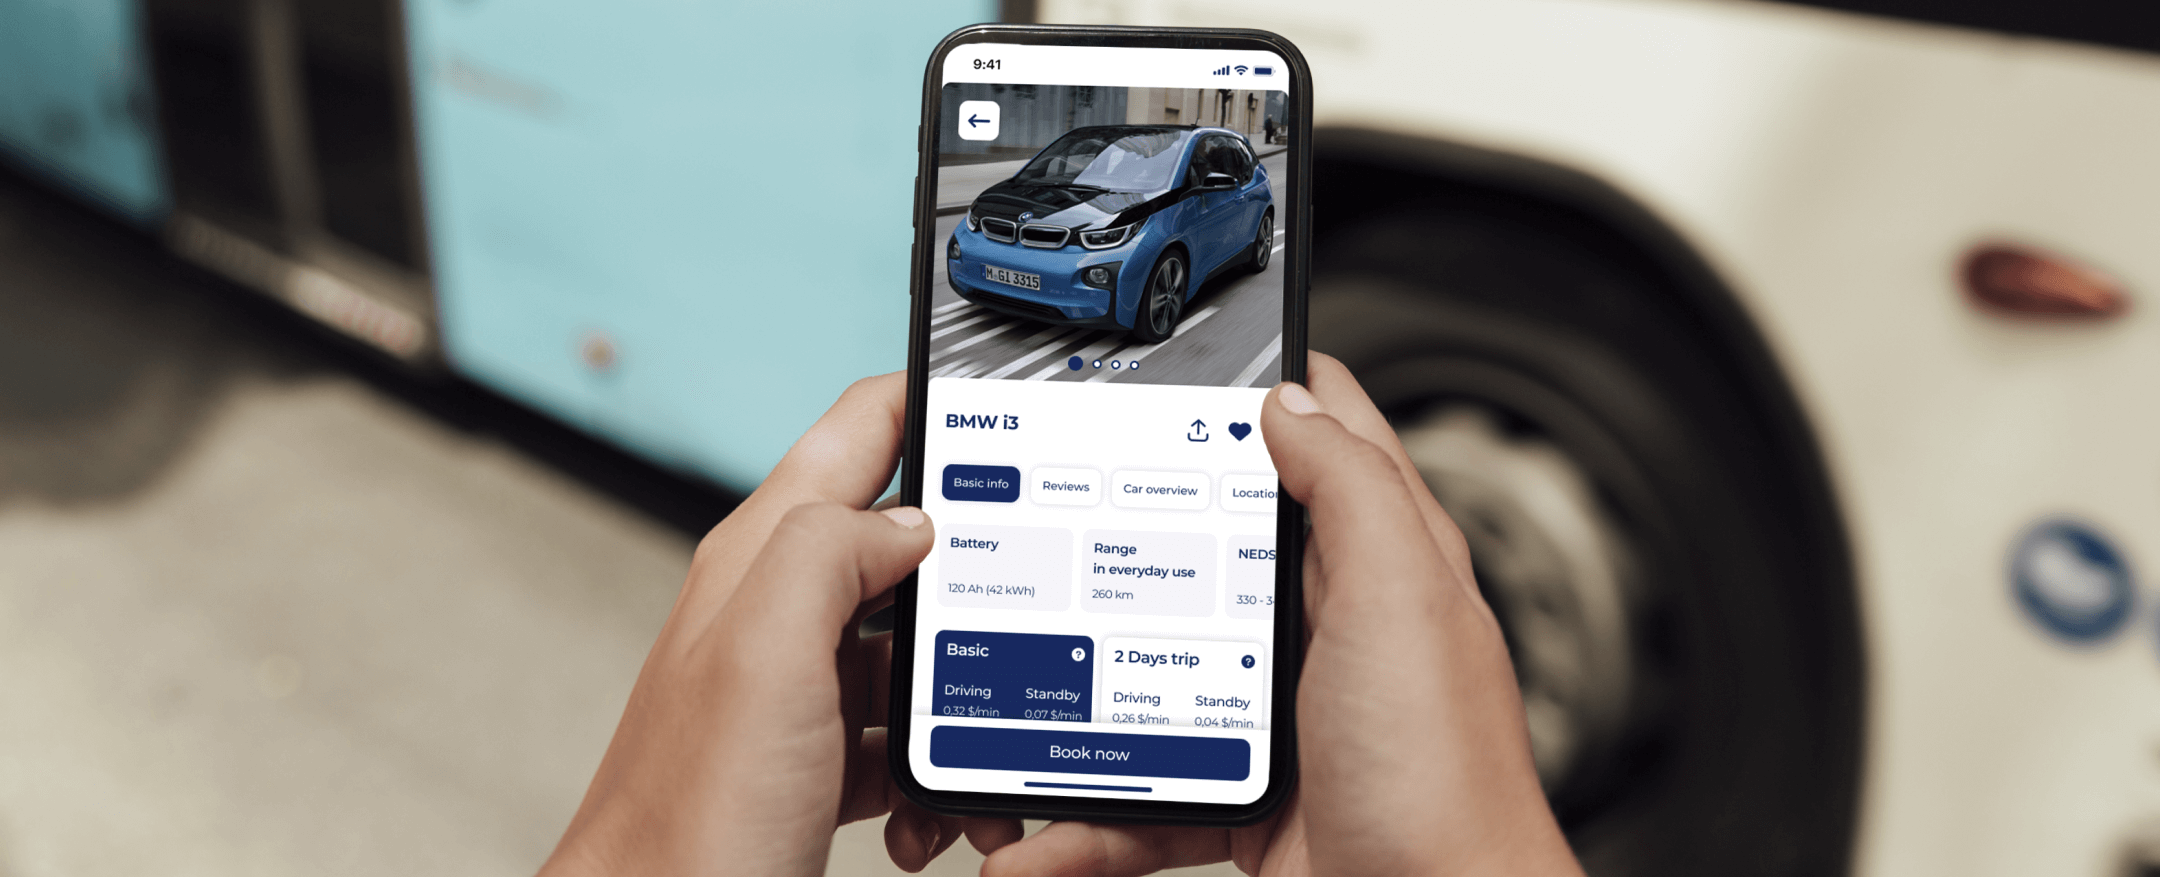 9:41
M GI 3315
BMW i3
Basic info
Reviews
Car overview
Location
Battery
120 Ah (42 kWh)
Range
in everyday use
260 km
NEDS
330 - 3
Basic
?
Driving
Standby
0,32 $/min
0,07 $/min
2 Days trip
?
Driving
Standby
0,26 $/min
0,04 $/min
Book now